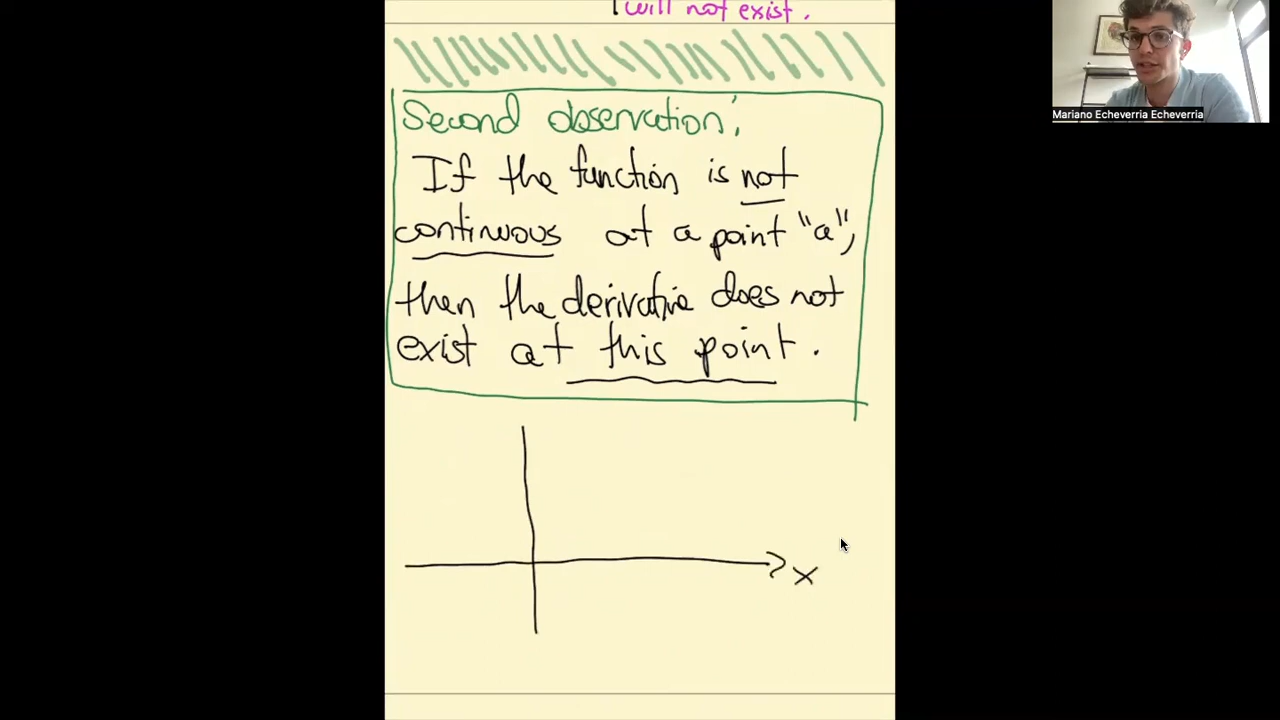 will not exist.
Second observation:
If the function is not
continuous at a point "a",
then the derivative does not
exist at this point.
x
Mariano Echeverria Echeverria